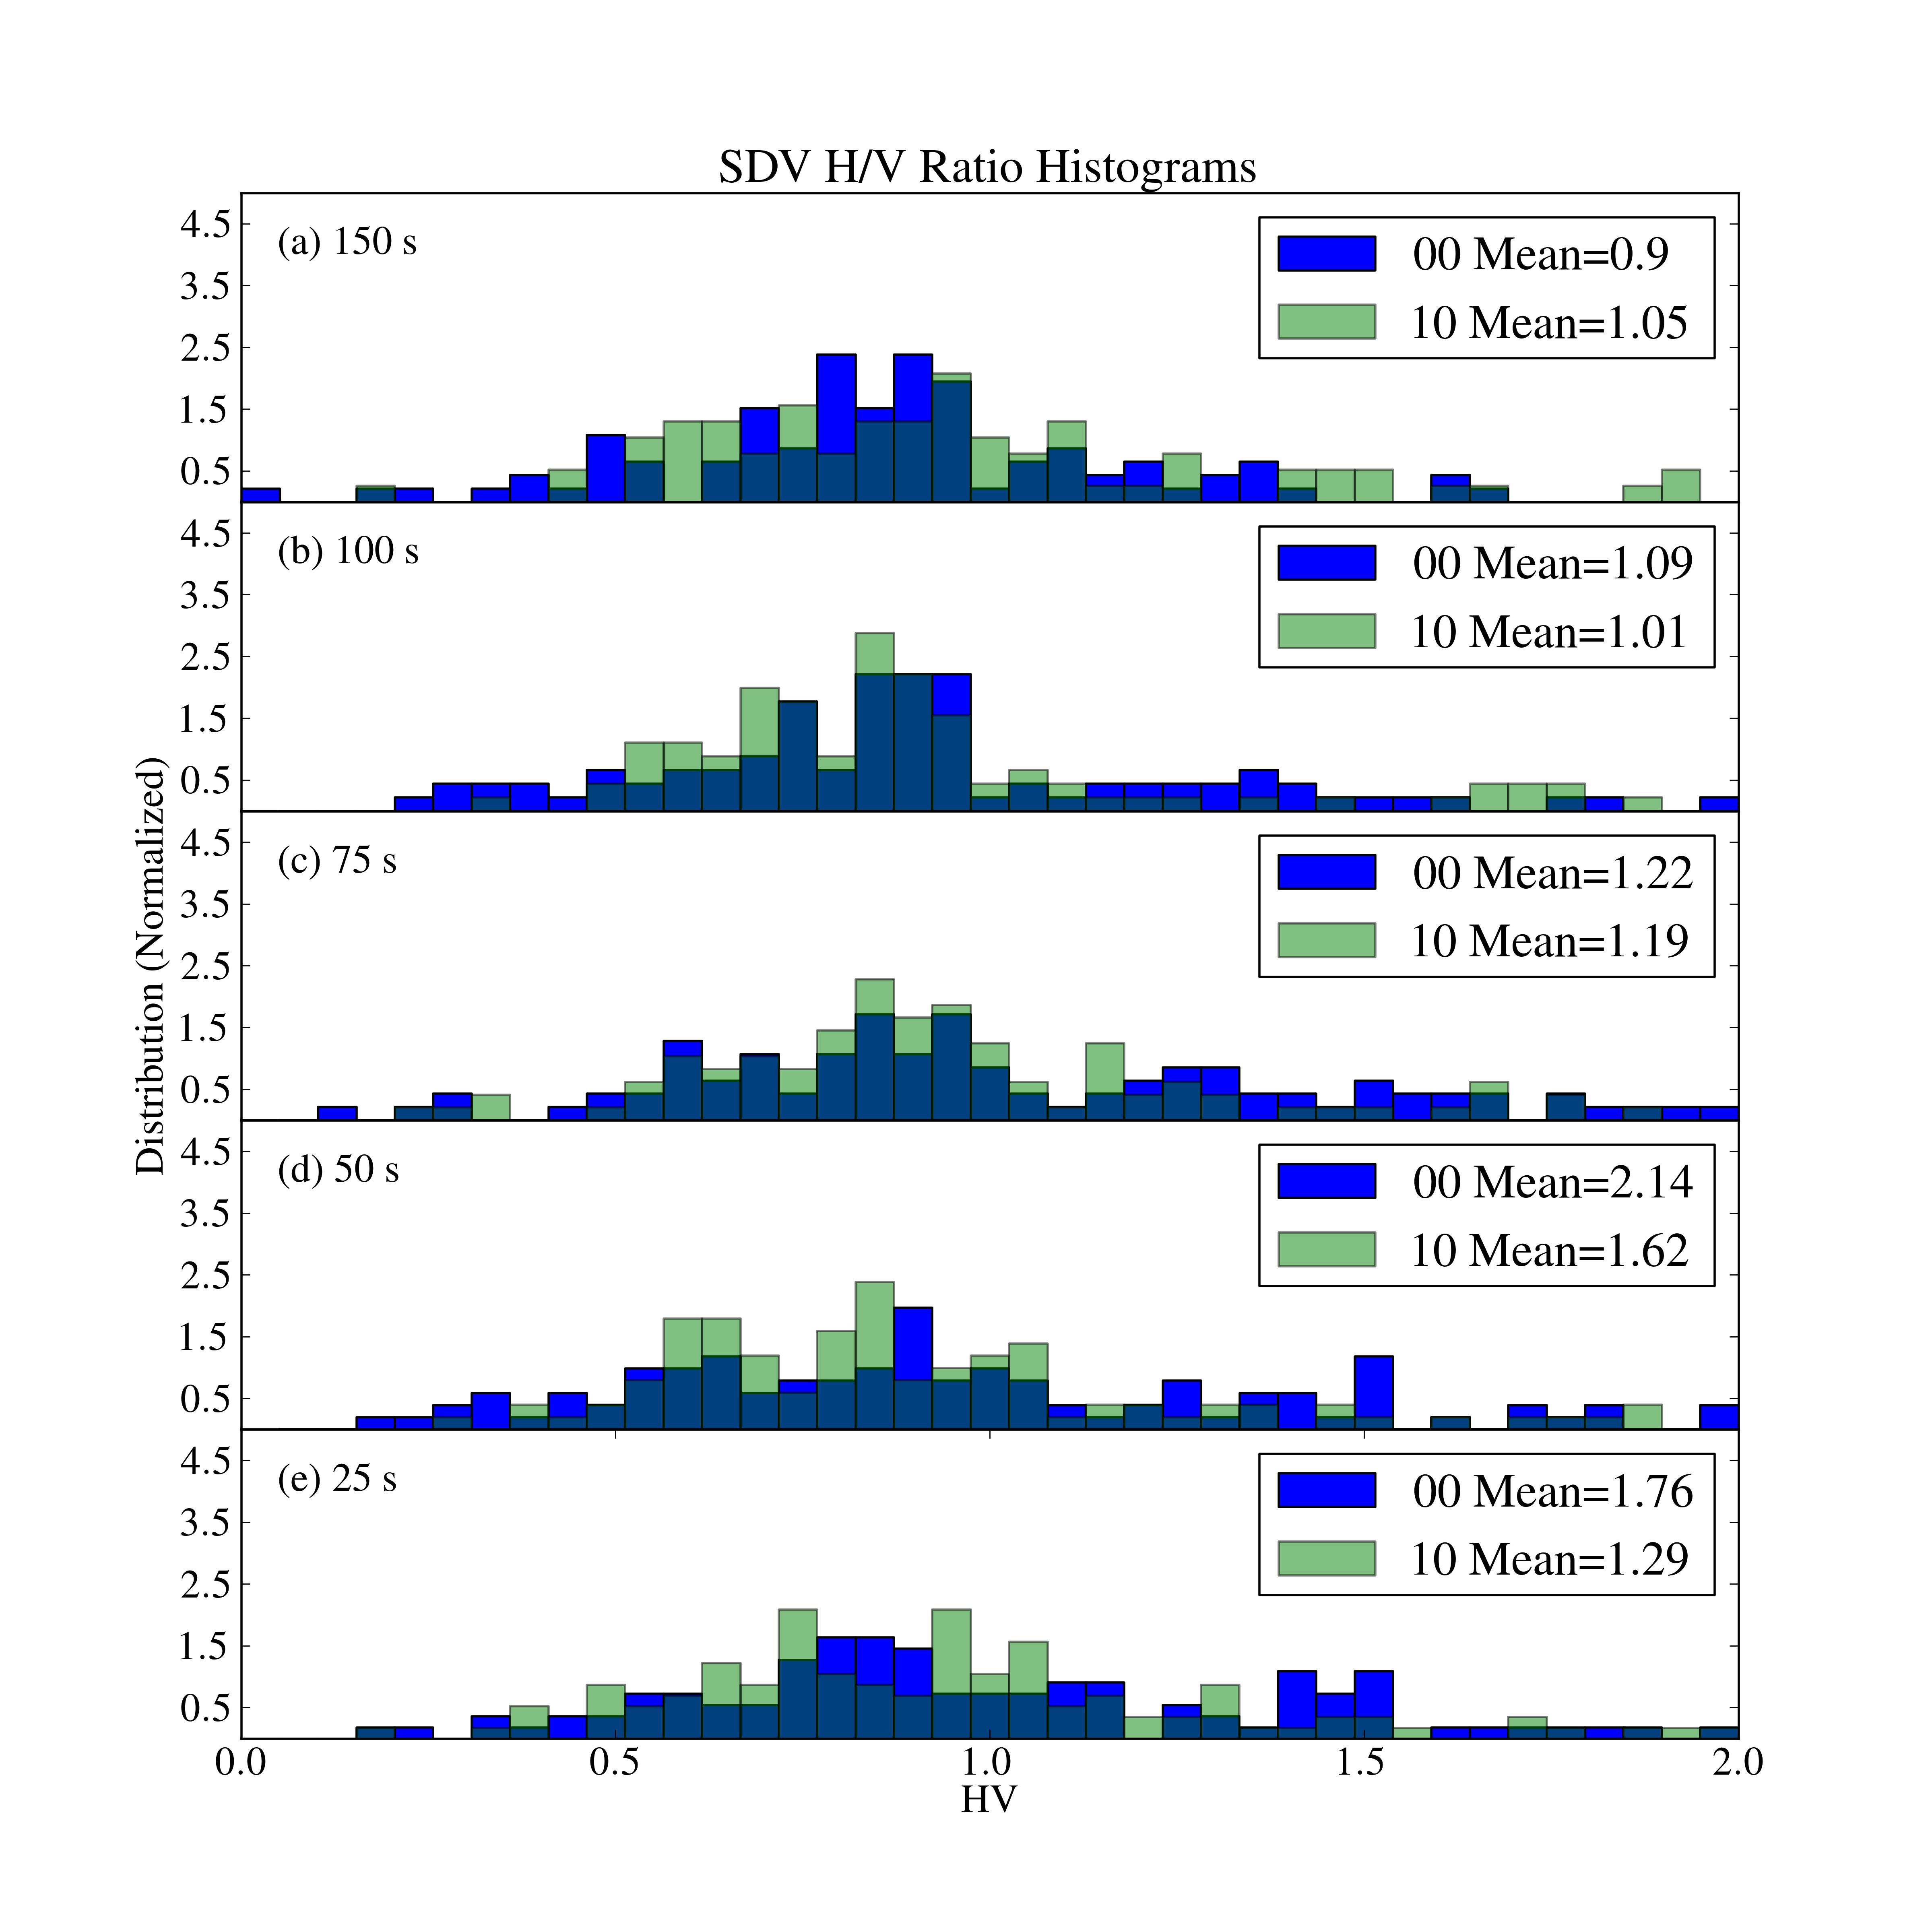 SDV H/V Ratio Histograms
Distribution (Normalized)
4.5
3.5
2.5
1.5
0.5
(a) 150 s
00 Mean=0.9
10 Mean=1.05
4.5
3.5
2.5
1.5
0.5
(b) 100 s
00 Mean=1.09
10 Mean=1.01
4.5
3.5
2.5
1.5
0.5
(c) 75 s
00 Mean=1.22
10 Mean=1.19
4.5
3.5
2.5
1.5
0.5
(d) 50 s
00 Mean=2.14
10 Mean=1.62
4.5
3.5
2.5
1.5
0.5
(e) 25 s
00 Mean=1.76
10 Mean=1.29
0.0 0.5 1.0 1.5 2.0
HV